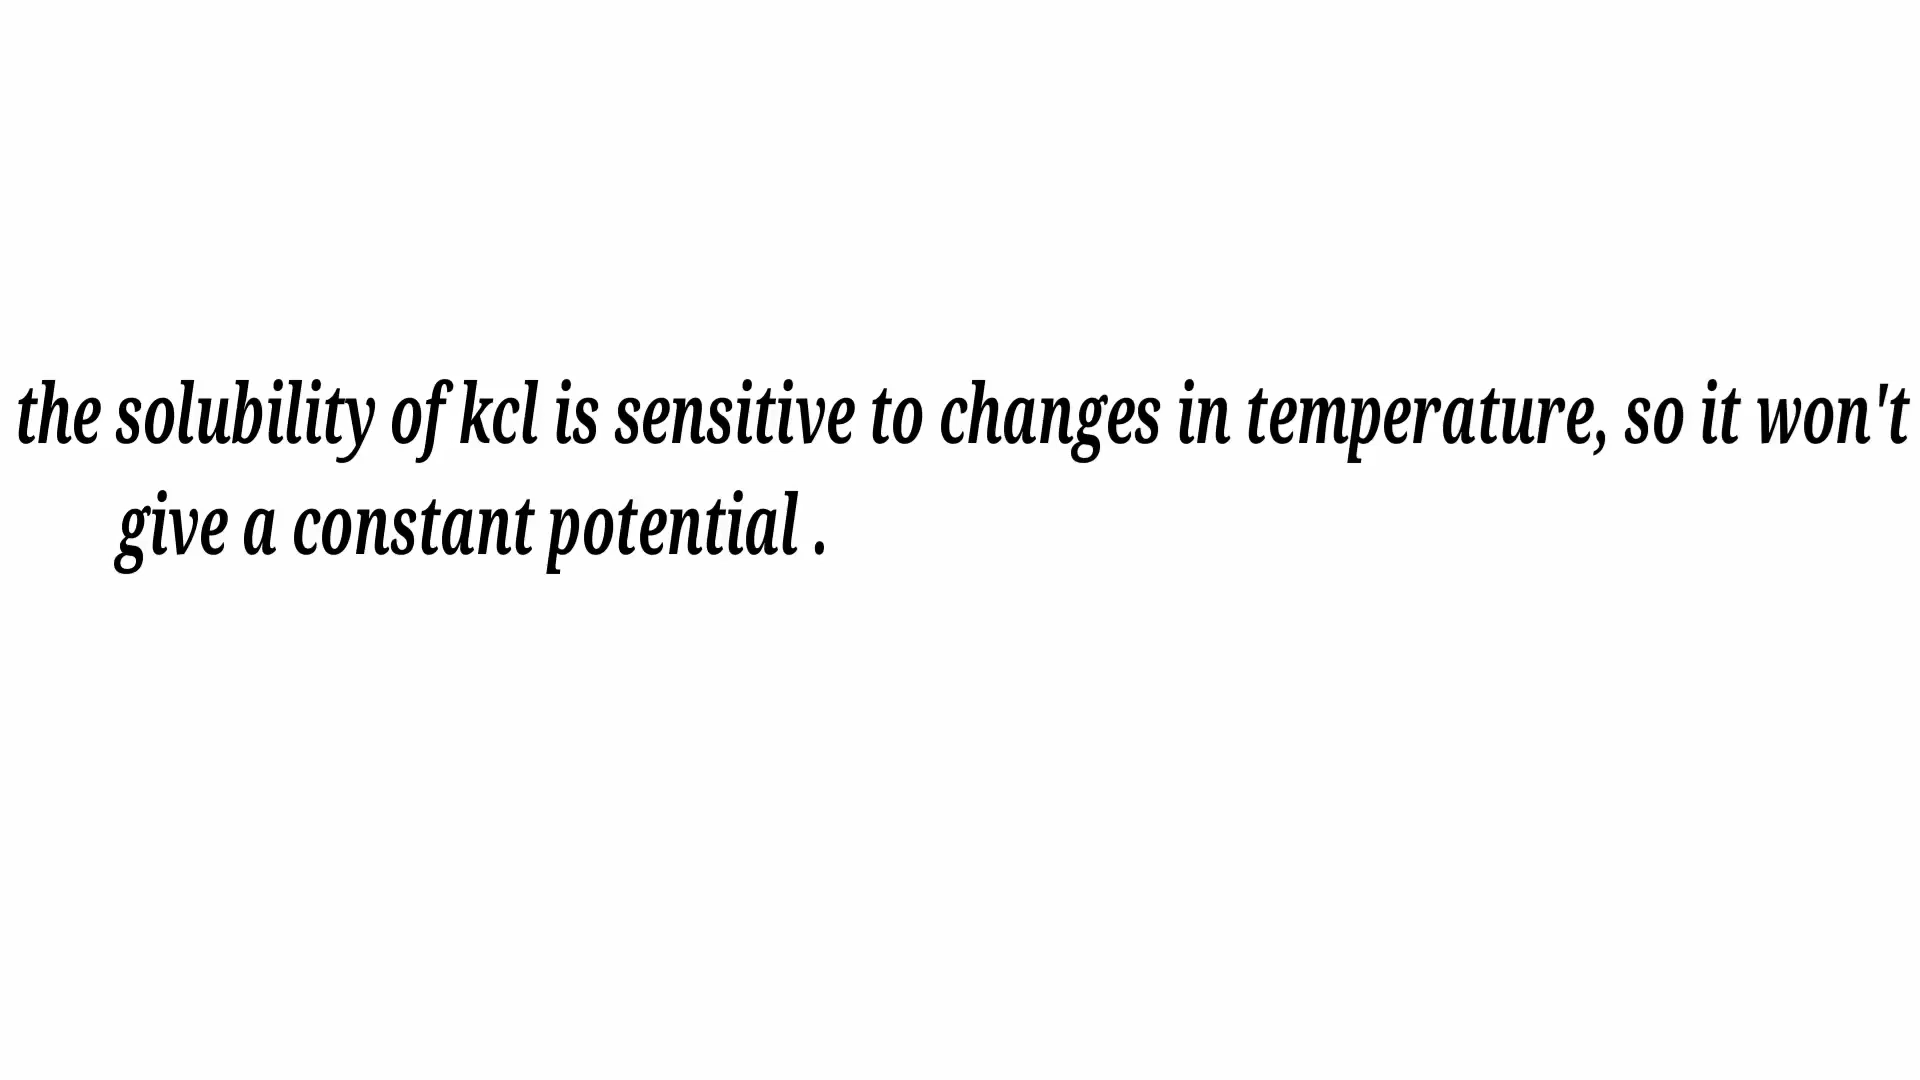 the solubility of kcl is sensitive to changes in temperature, so it won't
give a constant potential .